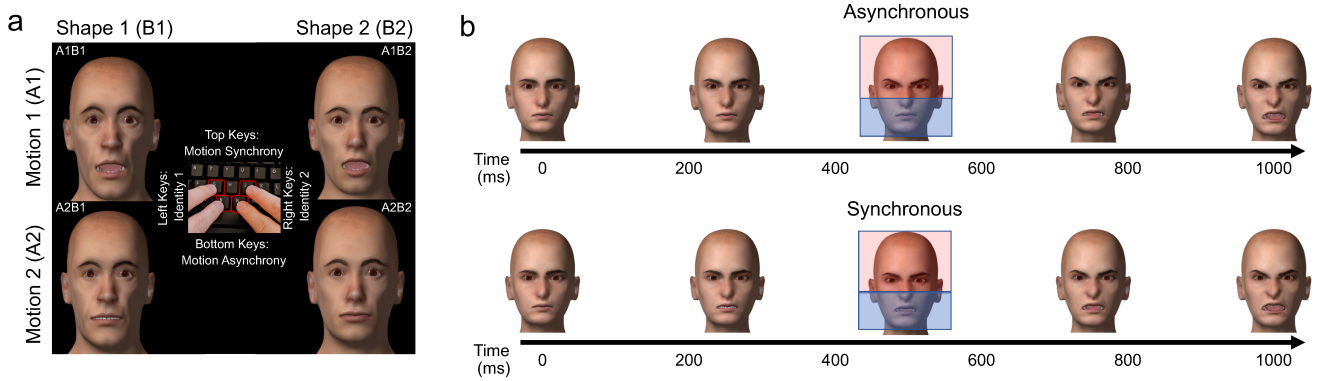 a
Shape 1 (B1)
Shape 2 (B2)
A1B1
A1B2
Motion 1 (A1)
Top Keys:
Motion Synchrony
Left Keys:
Identity 1
Right Keys:
Identity 2
Bottom Keys:
Motion Asynchrony
A2B1
A2B2
Motion 2 (A2)
b
Asynchronous
Time
(ms)
0 200 400 600 800 1000
Synchronous
Time
(ms)
0 200 400 600 800 1000